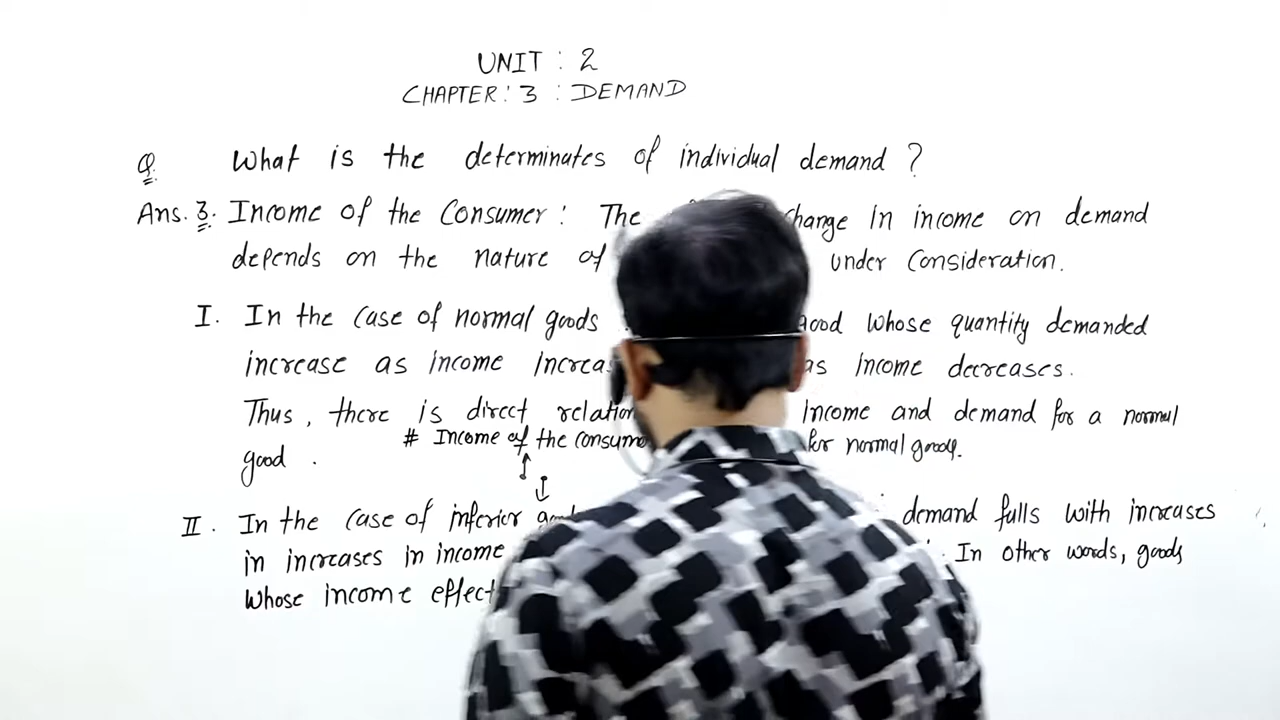 UNIT : 2
CHAPTER : 3 : DEMAND
Q. What is the determinates of individual demand ?
Ans. 3. Income of the Consumer : The change in income on demand
depends on the nature of under Consideration.
I. In the case of normal goods good whose quantity demanded
increase as income increas as income decreases.
Thus, there is direct relation Income and demand for a normal
# Income of the consume for normal goods.
good .
II. In the case of inferior goods demand falls with increases
in increases in income . In other words, goods
Whose income effect